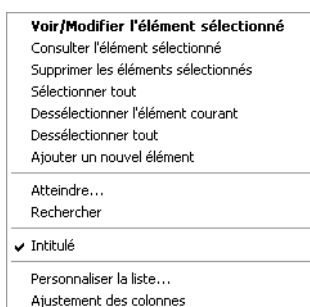 Voir/Modifier l'élément sélectionné
Consulter l'élément sélectionné
Supprimer les éléments sélectionnés
Sélectionner tout
Dessélectionner l'élément courant
Dessélectionner tout
Ajouter un nouvel élément
Atteindre...
Rechercher
Intitulé
Personnaliser la liste...
Ajustement des colonnes